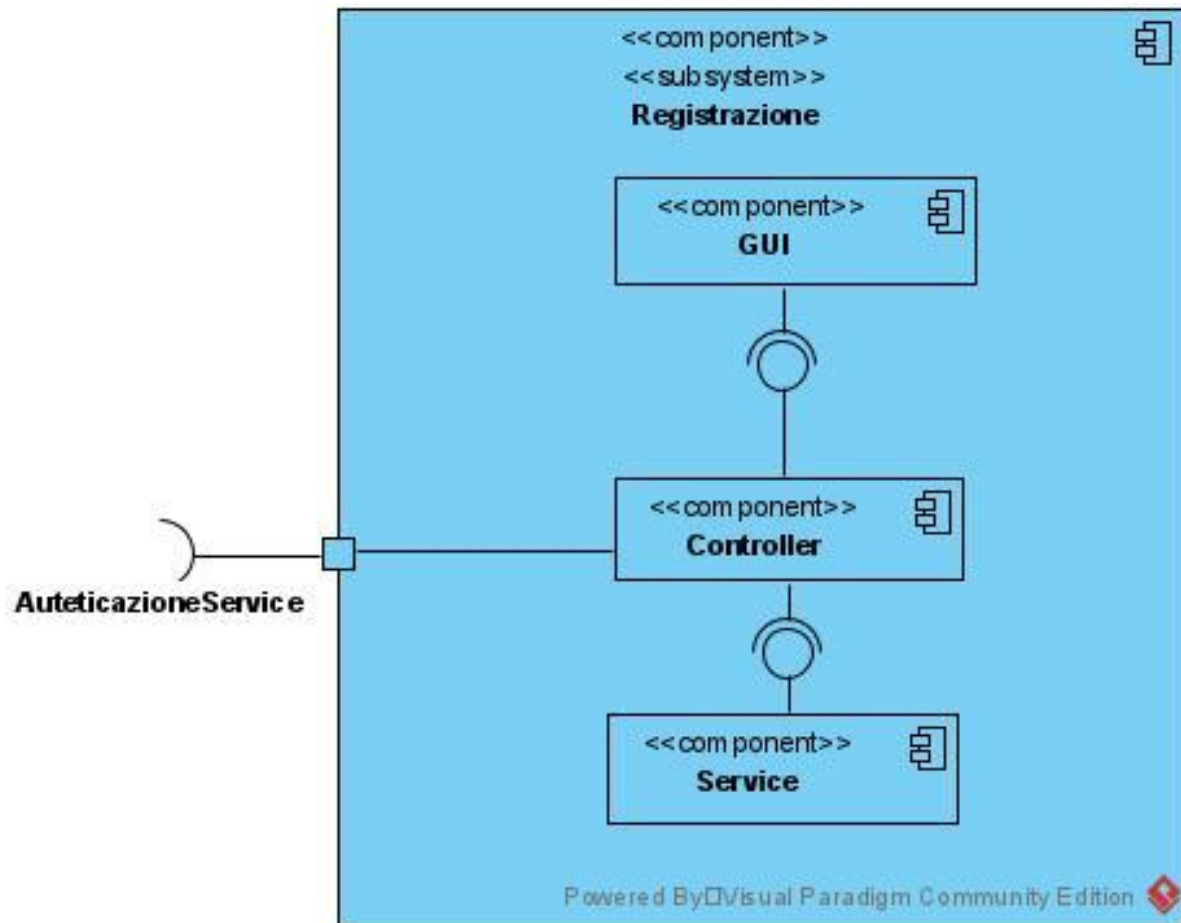 <<component>>
<<subsystem>>
Registrazione
<<component>>
GUI
<<component>>
Controller
AuteticazioneService
<<component>>
Service
Powered By□Visual Paradigm Community Edition